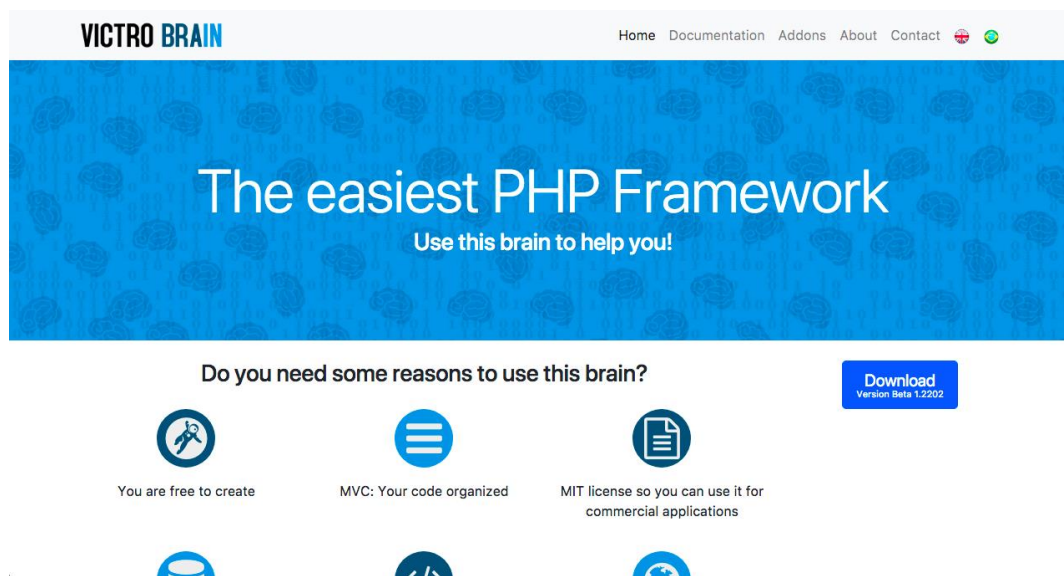 VICTRO BRAIN
Home Documentation Addons About Contact
The easiest PHP Framework
Use this brain to help you!
Do you need some reasons to use this brain?
Download
Version Beta 1.2202
You are free to create
MVC: Your code organized
MIT license so you can use it for
commercial applications